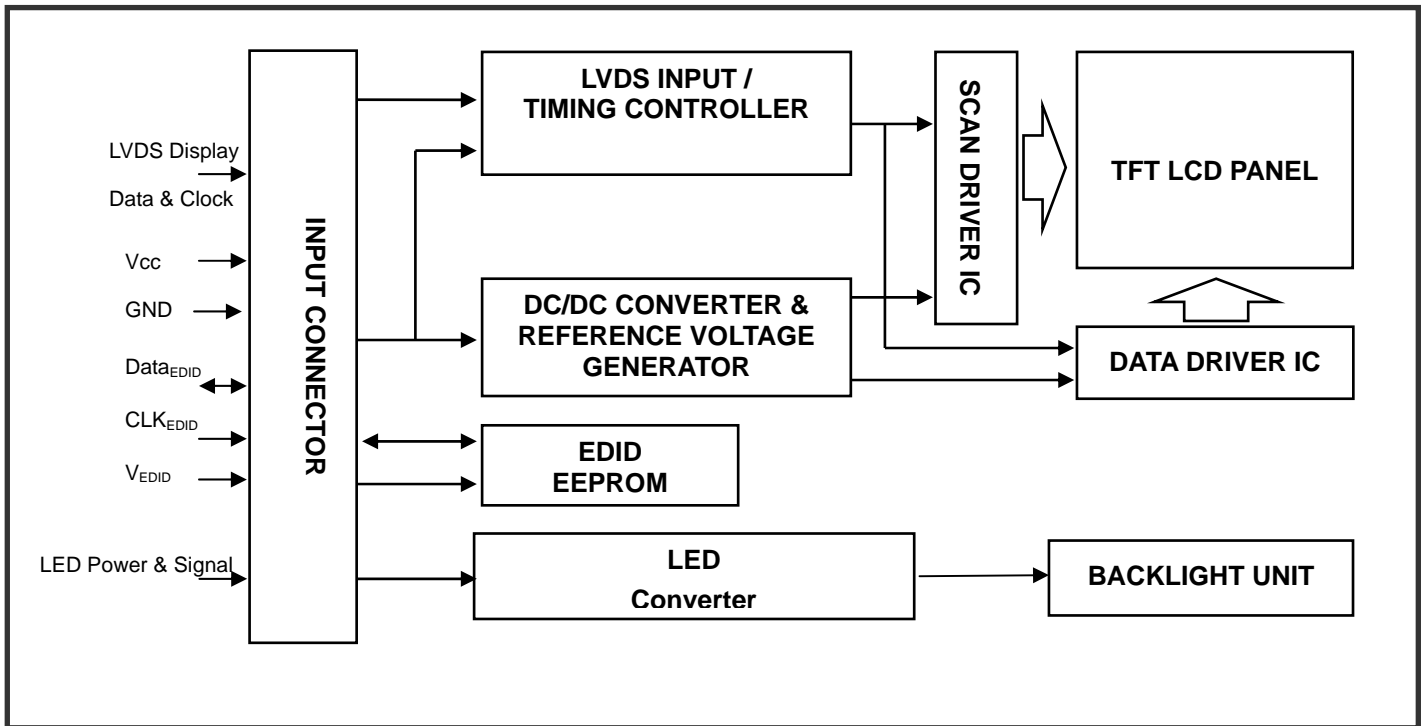 LVDS Display
Data & Clock
Vcc
GND
DataEDID
CLKEDID
VEDID
LED Power & Signal
INPUT CONNECTOR
LVDS INPUT /
TIMING CONTROLLER
DC/DC CONVERTER &
REFERENCE VOLTAGE
GENERATOR
EDID
EEPROM
LED
Converter
SCAN DRIVER IC
TFT LCD PANEL
DATA DRIVER IC
BACKLIGHT UNIT